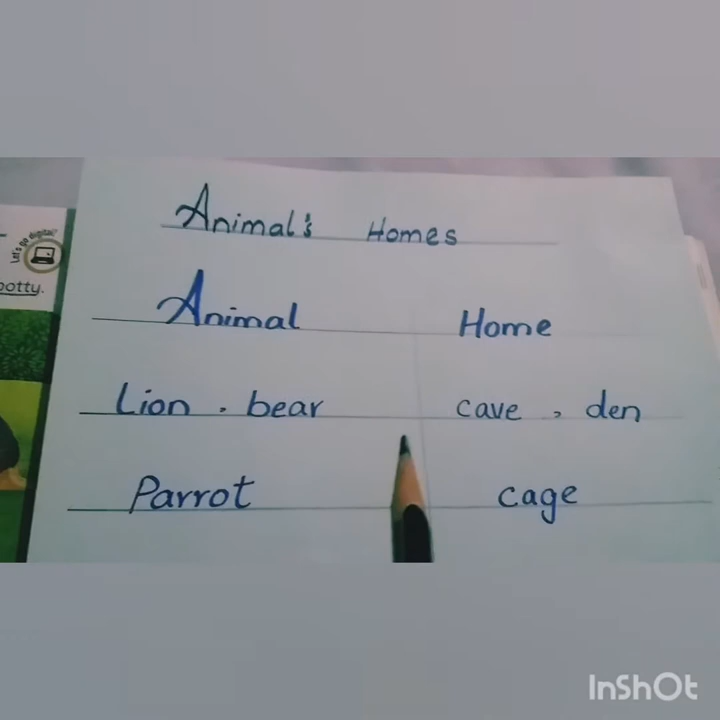 Let's go digital!
potty.
Animal's Homes
Animal Home
Lion , bear cave , den
Parrot cage
InShOt